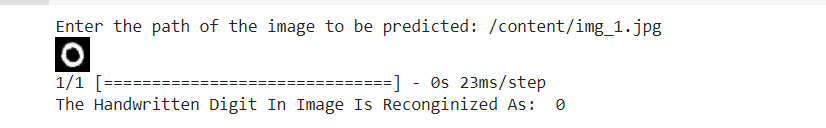 Enter the path of the image to be predicted: /content/img_1.jpg
0
1/1 [==============================] - 0s 23ms/step
The Handwritten Digit In Image Is Reconginized As:  0